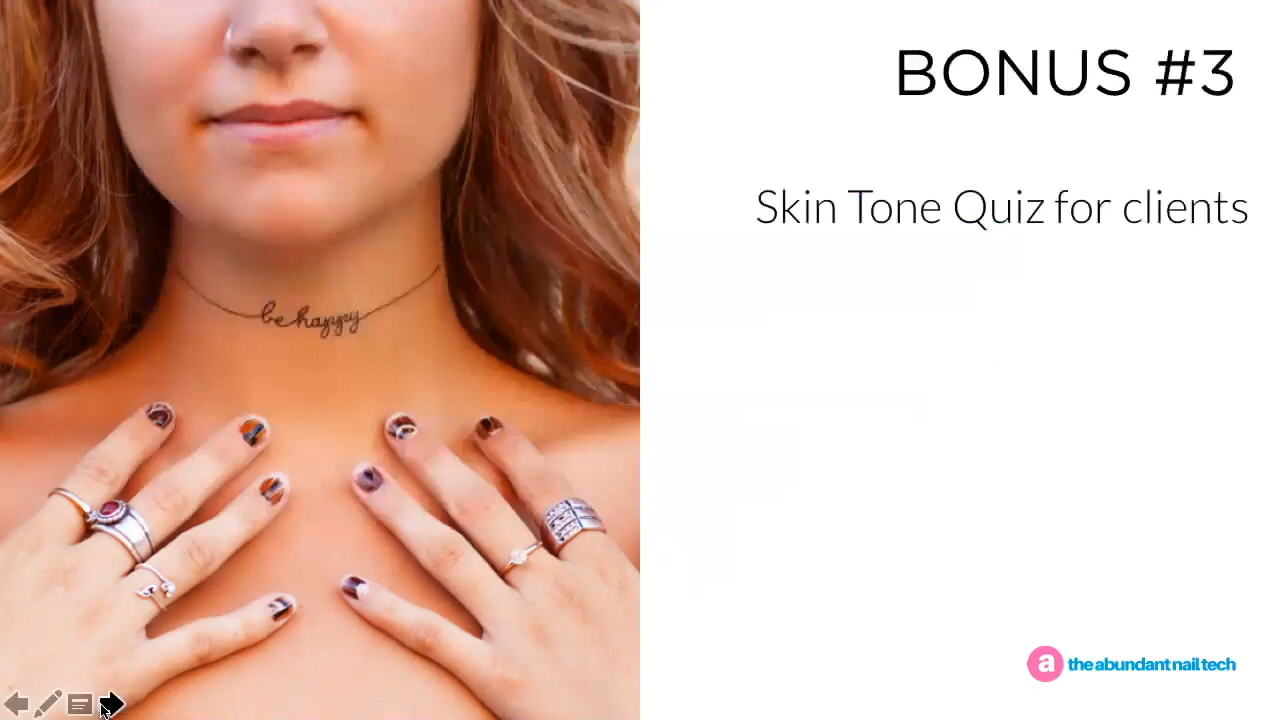 BONUS #3
Skin Tone Quiz for clients
be happy
a theabundantnailtech